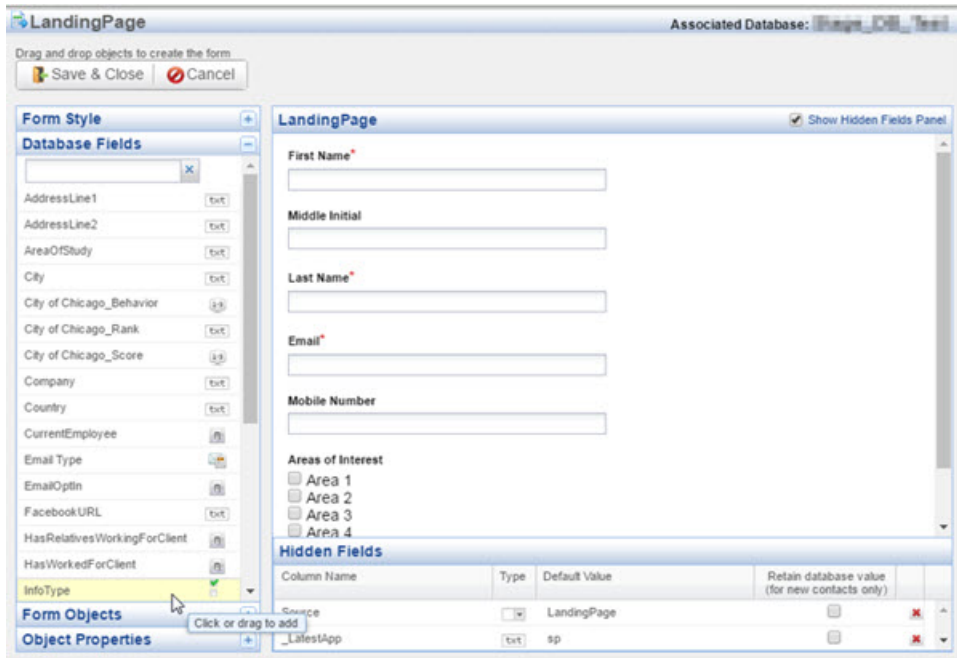 LandingPage
Associated Database:
Drag and drop objects to create the form
Save & Close
Cancel
Form Style
Database Fields
AddressLine1 txt
AddressLine2 txt
AreaOfStudy txt
City txt
City of Chicago_Behavior
City of Chicago_Rank txt
City of Chicago_Score
Company txt
Country txt
CurrentEmployee
Email Type
EmailOptIn
FacebookURL txt
HasRelativesWorkingForClient
HasWorkedForClient
InfoType
Click or drag to add
Form Objects
Object Properties
LandingPage
Show Hidden Fields Panel
First Name*
Middle Initial
Last Name*
Email*
Mobile Number
Areas of Interest
Area 1
Area 2
Area 3
Area 4
Hidden Fields
Column Name Type Default Value Retain database value
(for new contacts only)
Source LandingPage
_LatestApp txt sp